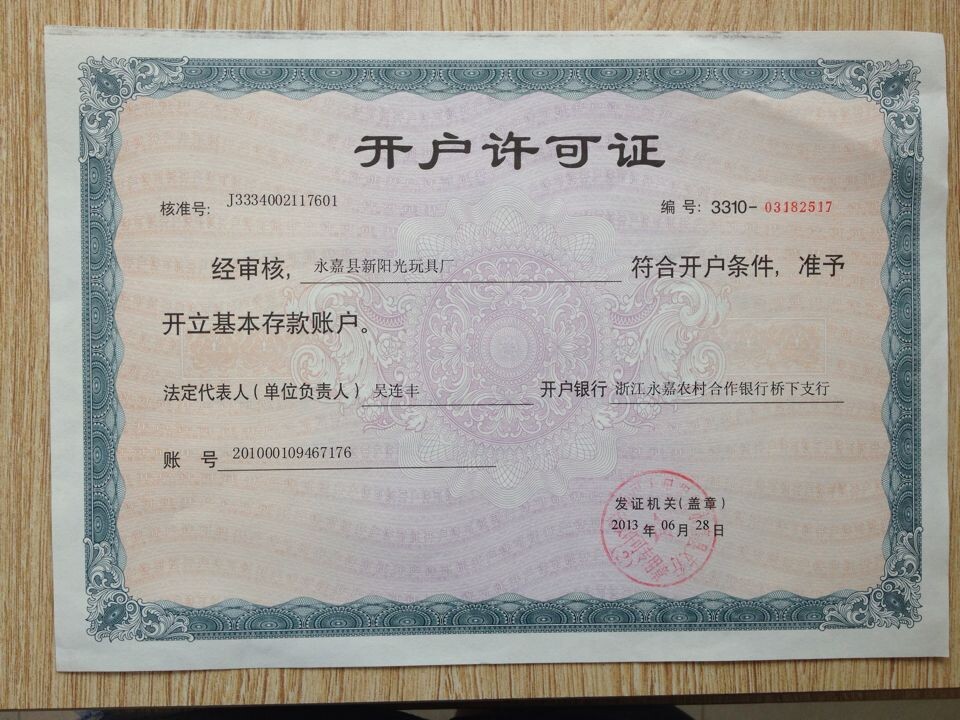 开户许可证
核准号: J3334002117601 编 号: 3310- 03182517
经审核, 永嘉县新阳光玩具厂 符合开户条件, 准予
开立基本存款账户。
法定代表人(单位负责人) 吴连丰 开户银行 浙江永嘉农村合作银行桥下支行
账 号 201000109467176
发证机关(盖章)
2013 年 06 月 28 日